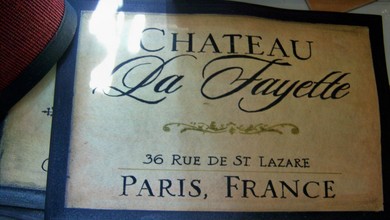 CHATEAU
La Fayette
36 RUE DE ST LAZARE
PARIS, FRANCE